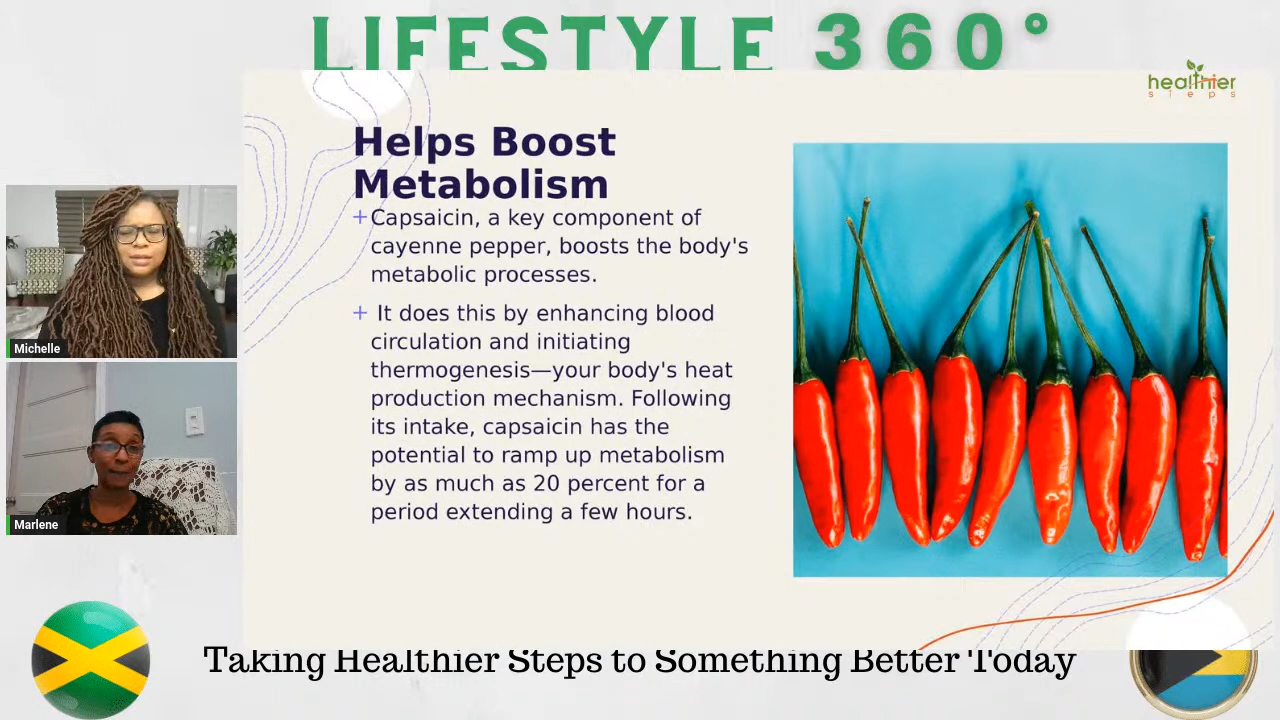 LIFESTYLE 360°
healthier
steps
Helps Boost
Metabolism
+Capsaicin, a key component of
cayenne pepper, boosts the body's
metabolic processes.
+ It does this by enhancing blood
circulation and initiating
thermogenesis—your body's heat
production mechanism. Following
its intake, capsaicin has the
potential to ramp up metabolism
by as much as 20 percent for a
period extending a few hours.
Michelle
Marlene
Taking Healthier Steps to Something Better Today